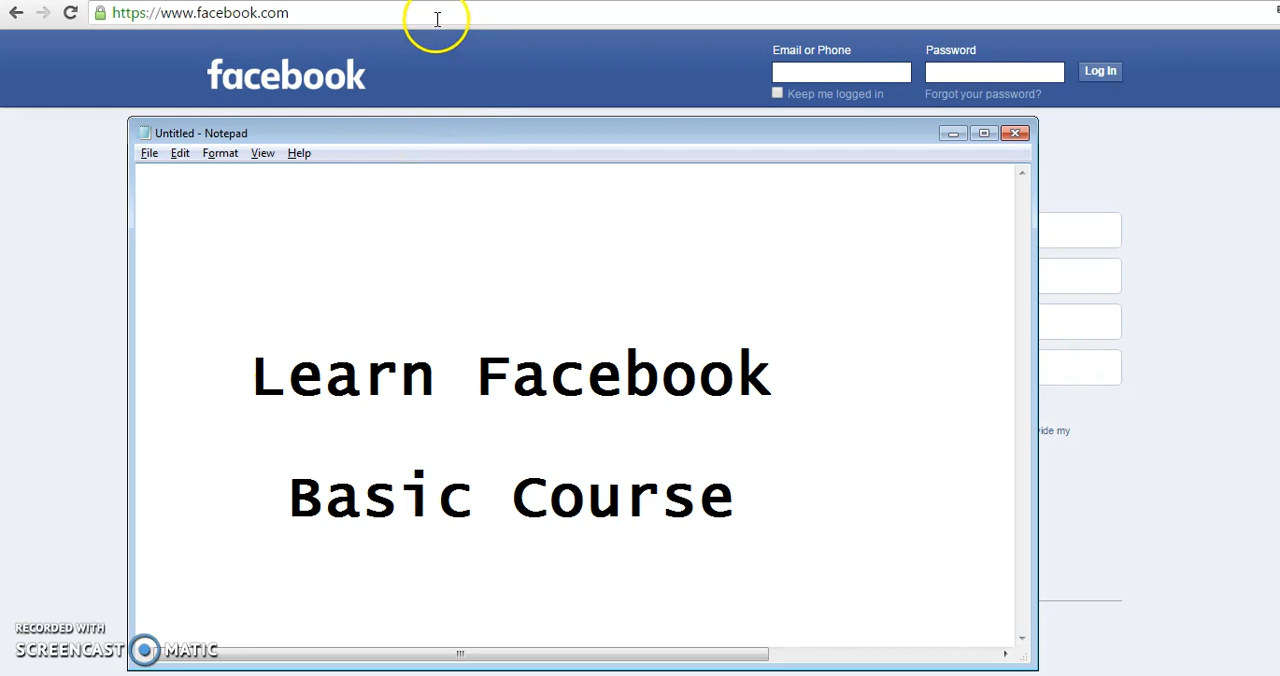 https://www.facebook.com
facebook
Email or Phone
Password
Log In
Keep me logged in
Forgot your password?
Untitled - Notepad
File Edit Format View Help
Learn Facebook
Basic Course
vide my
RECORDED WITH
SCREENCAST MATIC